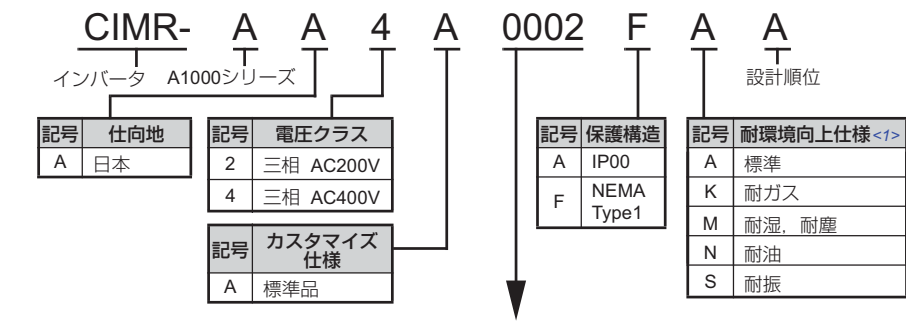 CIMR- A A 4 A 0002 F A A
インバータ A1000シリーズ 設計順位
記号 仕向地
A 日本
記号 電圧クラス
2 三相 AC200V
4 三相 AC400V
記号 カスタマイズ
仕様
A 標準品
記号 保護構造
A IP00
F NEMA
Type1
記号 耐環境向上仕様<1>
A 標準
K 耐ガス
M 耐湿，耐塵
N 耐油
S 耐振